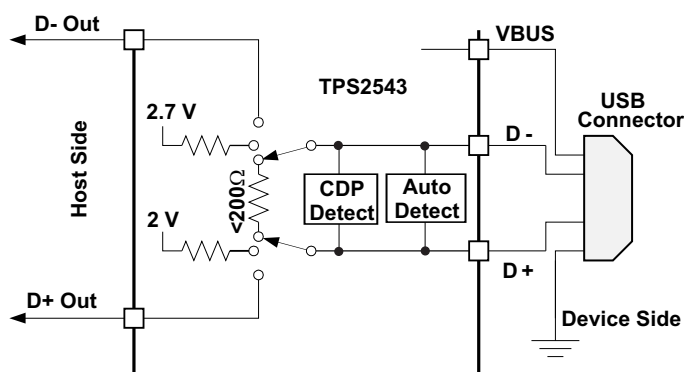 D- Out
VBUS
TPS2543
USB
Connector
2.7 V
D -
Host Side
<200Ω
CDP
Detect
Auto
Detect
2 V
D+ Out
D +
Device Side